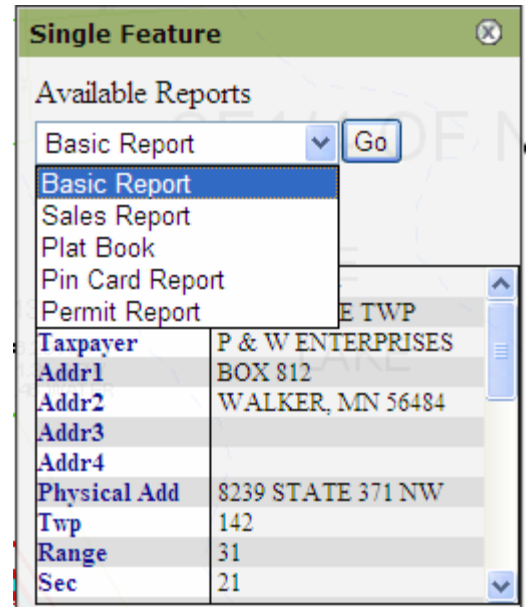 Single Feature
Available Reports
Basic Report Go
Basic Report
Sales Report
Plat Book
Pin Card Report
Permit Report
E TWP
Taxpayer P & W ENTERPRISES
Addr1 BOX 812
Addr2 WALKER, MN 56484
Addr3
Addr4
Physical Add 8239 STATE 371 NW
Twp 142
Range 31
Sec 21